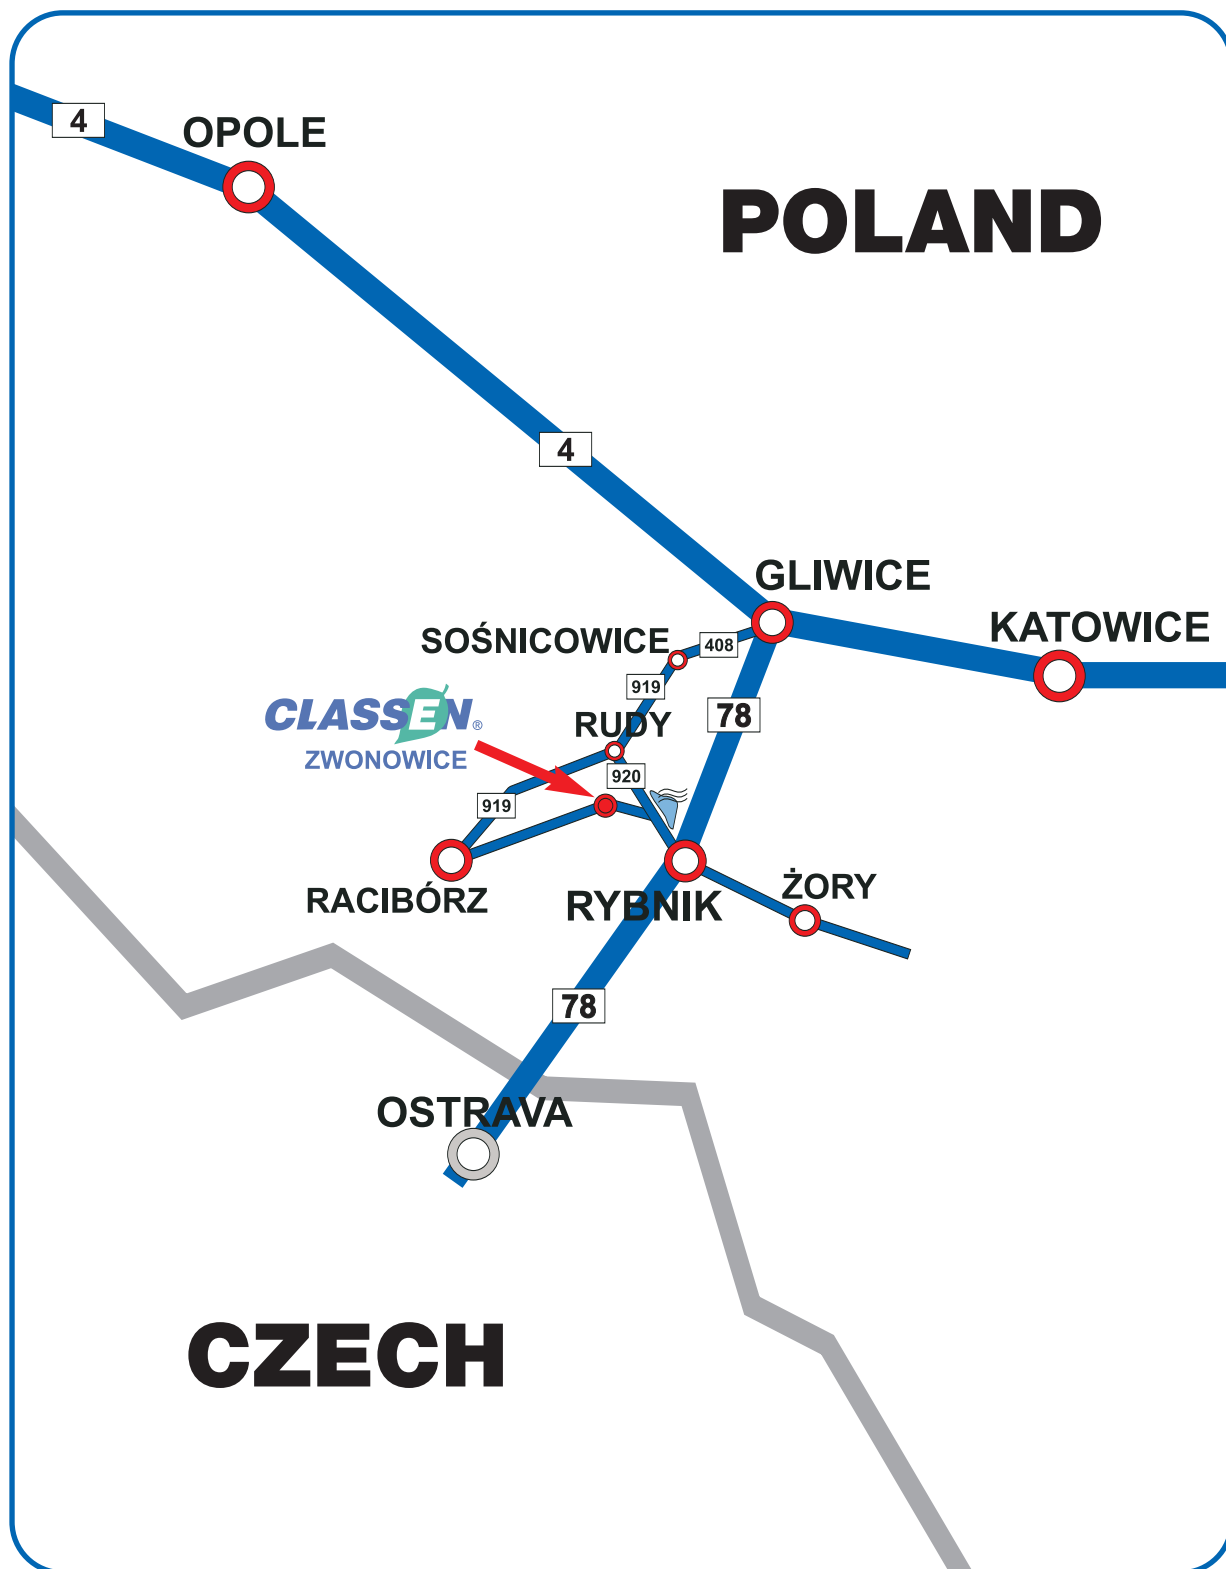 4
OPOLE
POLAND
4
GLIWICE
KATOWICE
SOŚNICOWICE
408
919
CLASSEN®
ZWONOWICE
RUDY
78
920
919
RACIBÓRZ
RYBNIK
ŻORY
78
OSTRAVA
CZECH